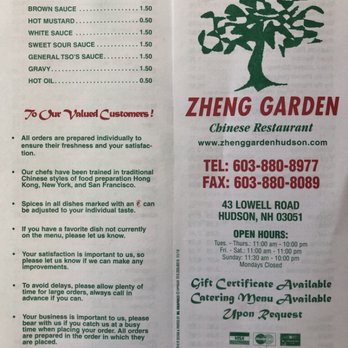 BROWN SAUCE 1.50
HOT MUSTARD 0.50
WHITE SAUCE 1.50
SWEET SOUR SAUCE 1.50
GENERAL TSO'S SAUCE 1.50
GRAVY 1.50
HOT OIL 0.50
To Our Valued Customers!
• All orders are prepared individually to
ensure their freshness and your satisfac-
tion.
• Our chefs have been trained in traditional
Chinese styles of food preparation Hong
Kong, New York, and San Francisco.
• Spices in all dishes marked with an
can be adjusted to your individual taste.
• If you have a favorite dish not currently
on the menu, please let us know.
• Your satisfaction is important to us, so
please let us know if we can make any
improvements.
• To avoid delays, please allow plenty of
time for large orders, always call in
advance if you can.
• Your business is important to us, please
bear with us if you catch us at a busy
time when placing your order. All orders
are prepared in the order in which they
are placed.
ZHENG GARDEN
Chinese Restaurant
www.zhenggardenhudson.com
TEL: 603-880-8977
FAX: 603-880-8089
43 LOWELL ROAD
HUDSON, NH 03051
OPEN HOURS:
Tues. - Thurs.: 11:00 am - 10:00 pm
Fri. - Sat.: 11:00 am - 11:00 pm
Sunday: 11:30 am - 10:00 pm
Mondays Closed
Gift Certificate Available
Catering Menu Available
Upon Request
VISA